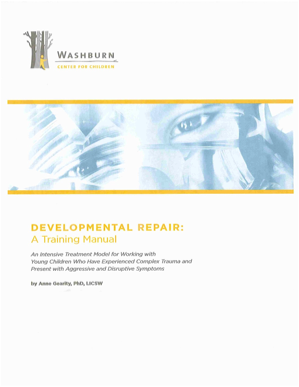 WASHBURN
CENTER FOR CHILDREN
DEVELOPMENTAL REPAIR:
A Training Manual
An Intensive Treatment Model for Working with
Young Children Who Have Experienced Complex Trauma and
Present with Aggressive and Disruptive Symptoms
by Anne Gearity, PhD, LICSW